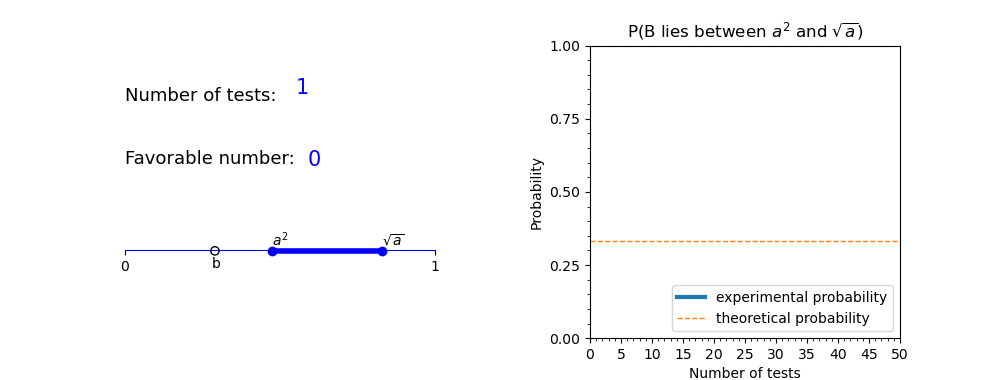 Number of tests: 1
Favorable number: 0
a² √a
0 b 1
P(B lies between a² and √a)
Probability
1.00
0.75
0.50
0.25
0.00
experimental probability
theoretical probability
0 5 10 15 20 25 30 35 40 45 50
Number of tests